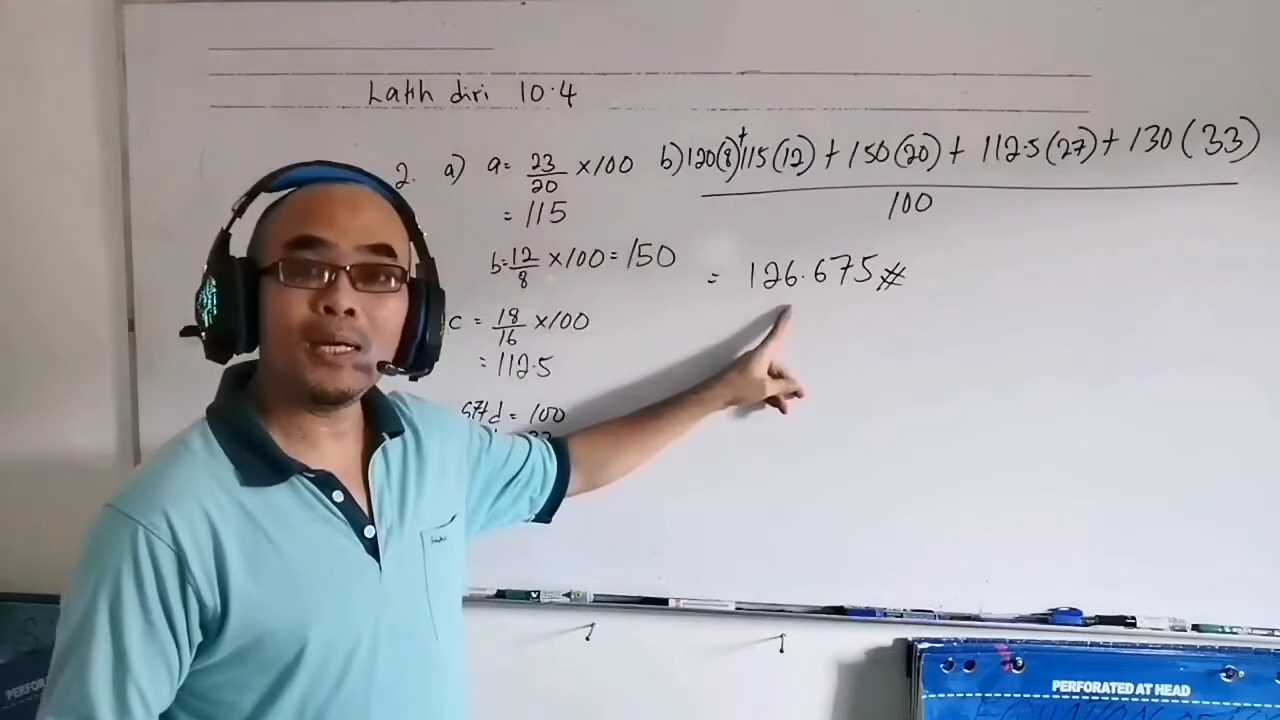 Latih diri 10.4
2. a) a = 23/20 ×100
= 115
b = 12/8 ×100 = 150
c = 18/16 ×100
= 112.5
57+d = 100
b) 120(8)+115(12) + 150(20) + 112.5(27) + 130(33)
100
= 126.675
PERFORATED AT HEAD